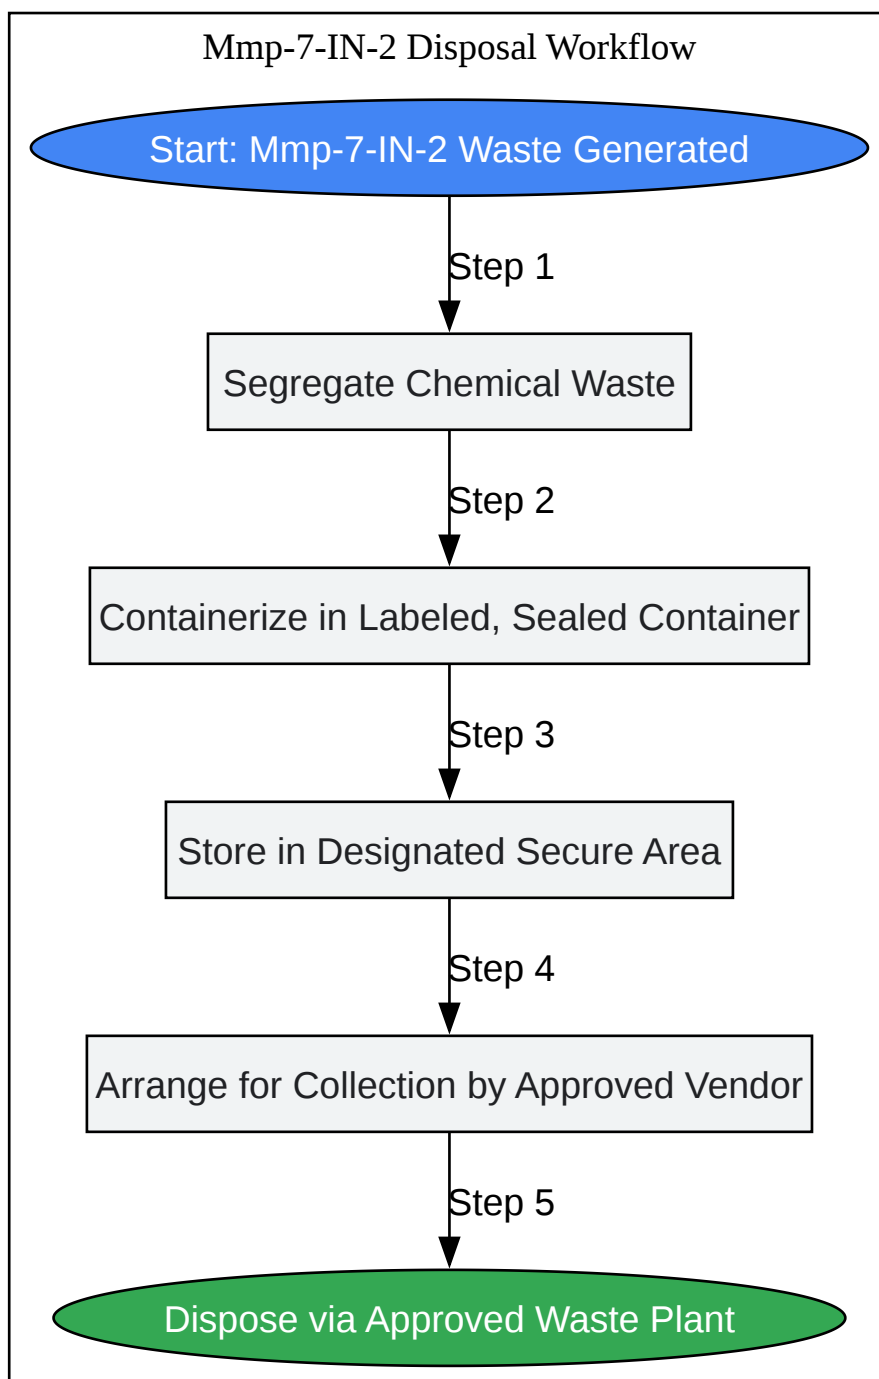 Mmp-7-IN-2 Disposal Workflow
Start: Mmp-7-IN-2 Waste Generated
Step 1
Segregate Chemical Waste
Step 2
Containerize in Labeled, Sealed Container
Step 3
Store in Designated Secure Area
Step 4
Arrange for Collection by Approved Vendor
Step 5
Dispose via Approved Waste Plant